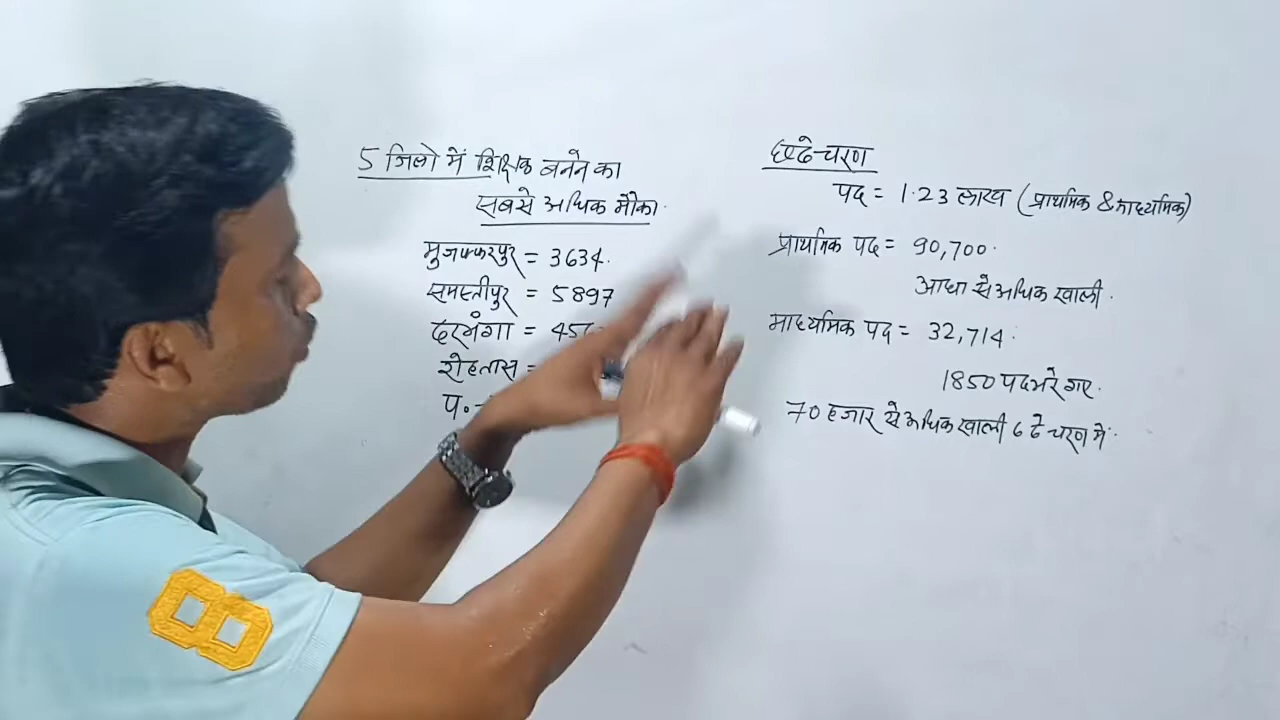 5 जिलो में शिक्षक बनने का
सबसे अधिक मौका.
मुजफ्फरपुर = 3634.
समस्तीपुर = 5897
दरभंगा =
रोहतास =
प०
छठे-चरण
पद = 1.23 लाख (प्राथमिक & माध्यमिक)
प्राथमिक पद = 90,700.
आधा से अधिक खाली.
माध्यमिक पद = 32,714.
1850 पद भरे गए.
70 हजार से अधिक खाली 6 ठे चरण में.
8